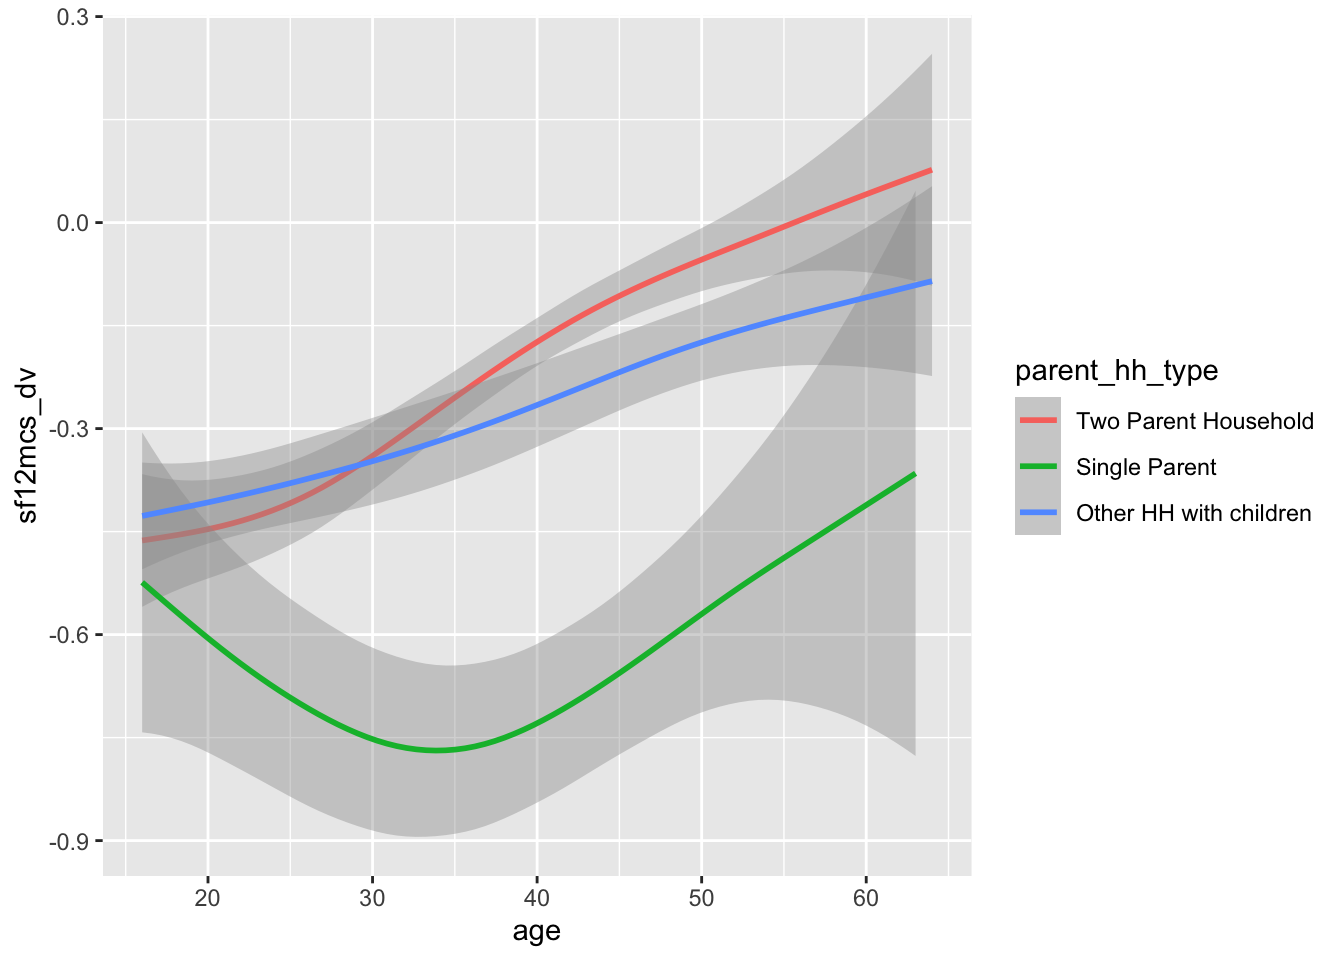 0.3
0.0
-0.3
-0.6
-0.9
sf12mcs_dv
20 30 40 50 60
age
parent_hh_type
Two Parent Household
Single Parent
Other HH with children